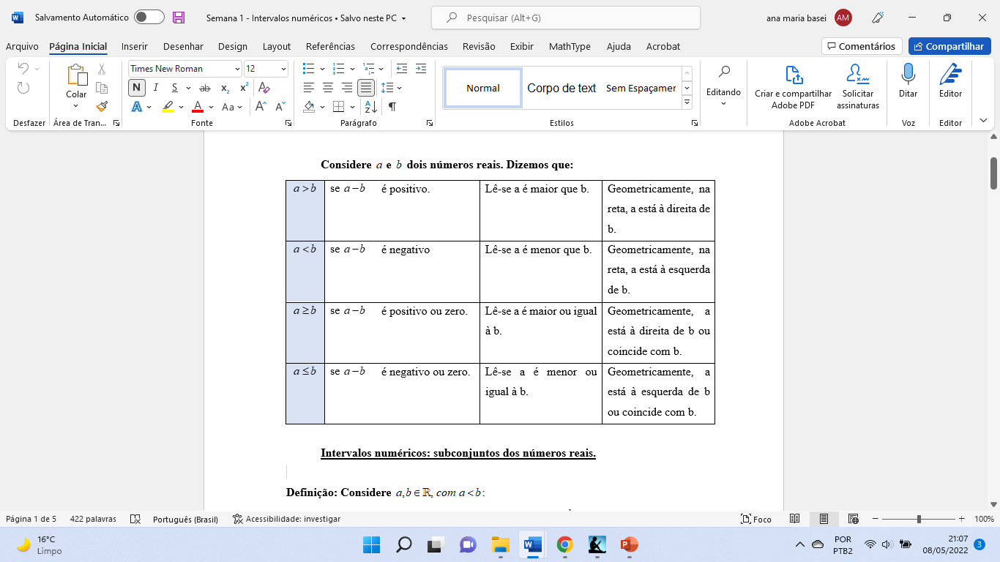 Salvamento Automático
Semana 1 - Intervalos numéricos • Salvo neste PC
Pesquisar (Alt+G)
ana maria basei
AM
Arquivo Página Inicial Inserir Desenhar Design Layout Referências Correspondências Revisão Exibir MathType Ajuda Acrobat
Comentários
Compartilhar
Times New Roman
12
Normal
Corpo de text
Sem Espaçamer
Colar
N I S ab x₂ x²
A A Aa A A
Editando
Criar e compartilhar
Adobe PDF
Solicitar
assinaturas
Ditar
Editor
Desfazer Área de Tran... Fonte Parágrafo Estilos Adobe Acrobat Voz Editor
Considere a e b dois números reais. Dizemos que:
a > b
se a − b é positivo.
Lê-se a é maior que b.
Geometricamente, na
reta, a está à direita de
b.
a < b
se a − b é negativo
Lê-se a é menor que b.
Geometricamente, na
reta, a está à esquerda
de b.
a ≥ b
se a − b é positivo ou zero.
Lê-se a é maior ou igual
à b.
Geometricamente, a
está à direita de b ou
coincide com b.
a ≤ b
se a − b é negativo ou zero.
Lê-se a é menor ou
igual à b.
Geometricamente, a
está à esquerda de b
ou coincide com b.
Intervalos numéricos: subconjuntos dos números reais.
Definição: Considere a, b ∈ ℝ, com a < b:
Página 1 de 5 422 palavras Português (Brasil) Acessibilidade: investigar
Foco
100%
16°C
Limpo
POR
PTB2
21:07
08/05/2022
3